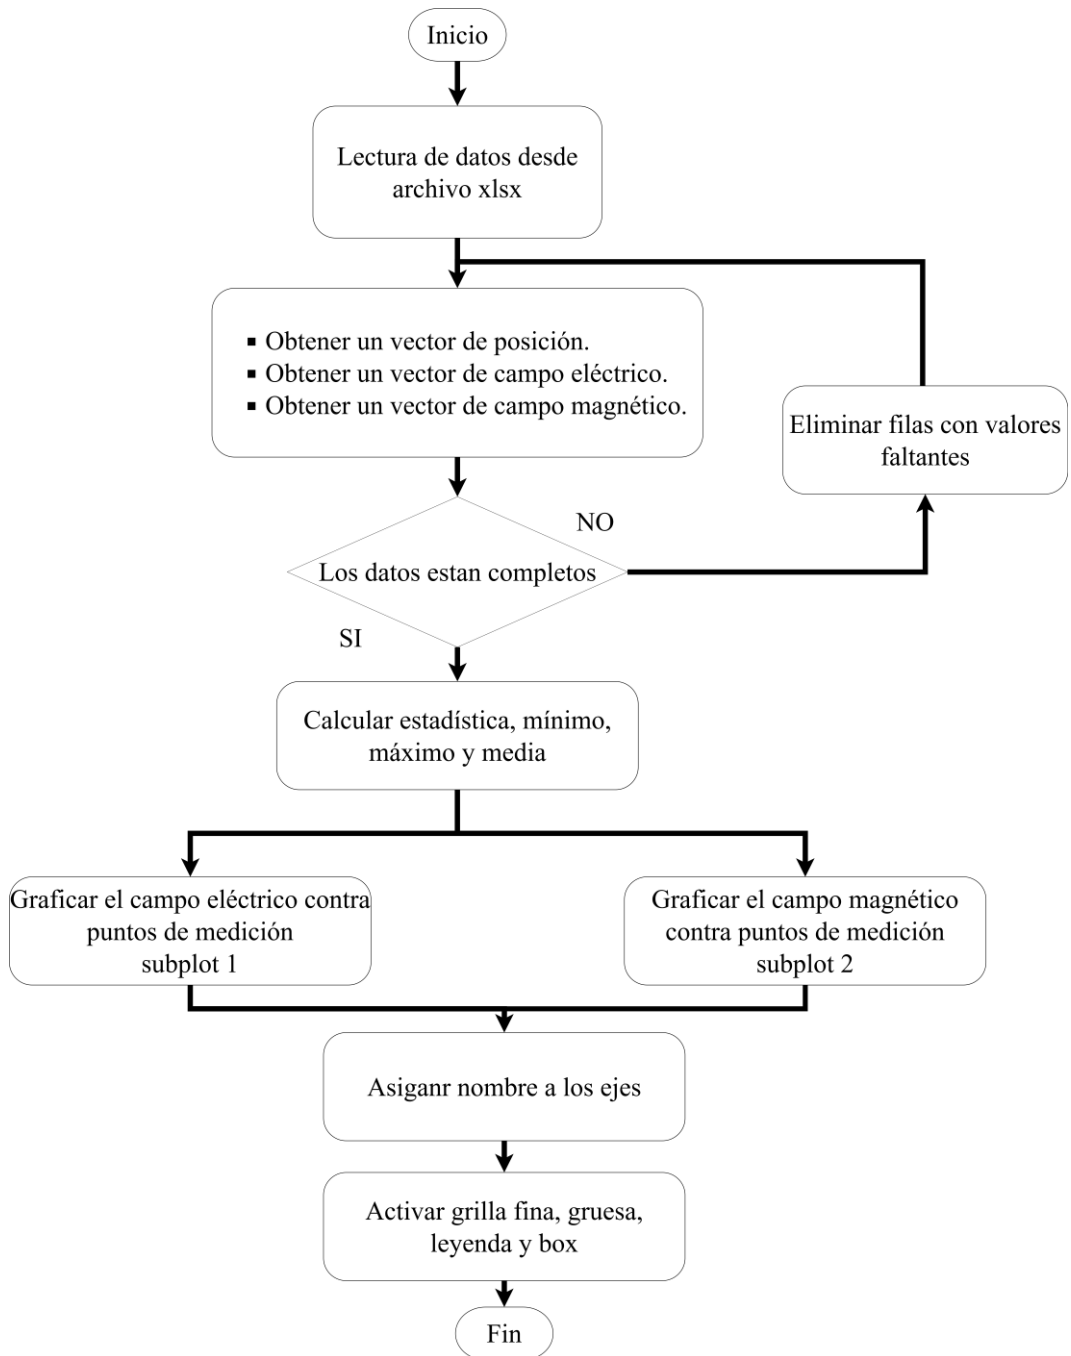 Inicio
Lectura de datos desde
archivo xlsx
▪ Obtener un vector de posición.
▪ Obtener un vector de campo eléctrico.
▪ Obtener un vector de campo magnético.
Eliminar filas con valores
faltantes
NO
Los datos estan completos
SI
Calcular estadística, mínimo,
máximo y media
Graficar el campo eléctrico contra
puntos de medición
subplot 1
Graficar el campo magnético
contra puntos de medición
subplot 2
Asiganr nombre a los ejes
Activar grilla fina, gruesa,
leyenda y box
Fin